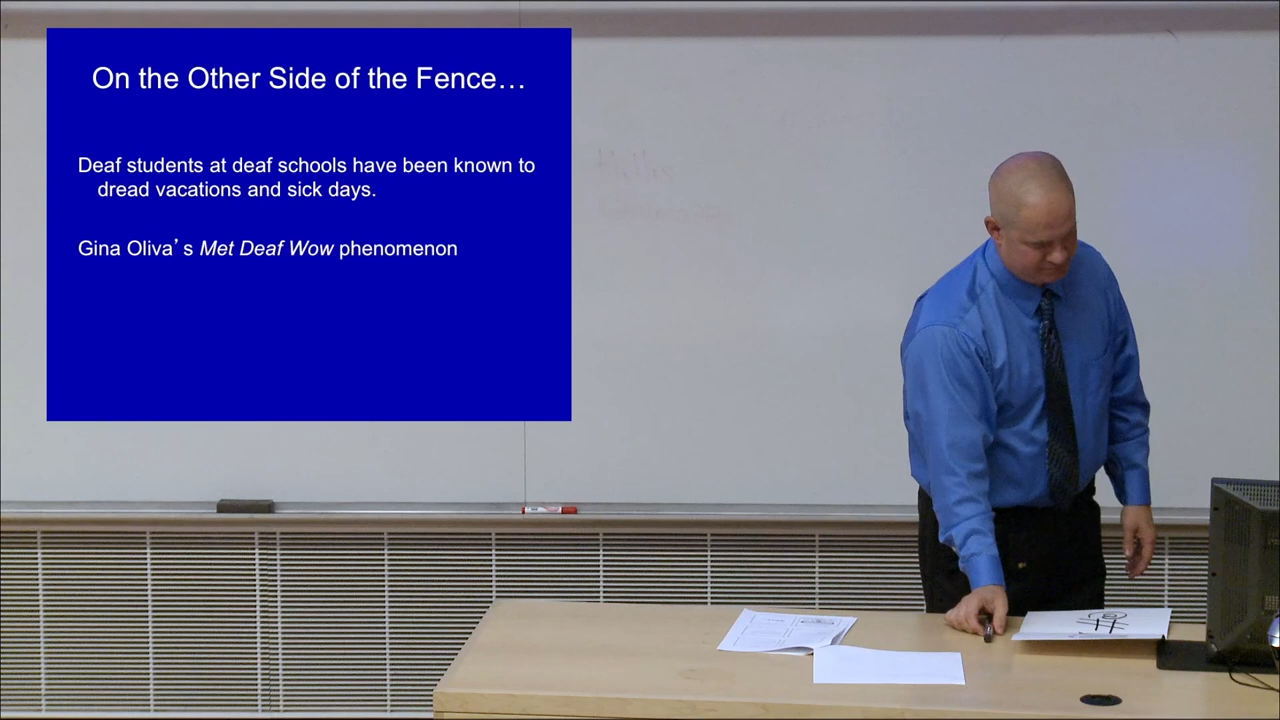 On the Other Side of the Fence…
Deaf students at deaf schools have been known to
dread vacations and sick days.
Gina Oliva’s Met Deaf Wow phenomenon
#